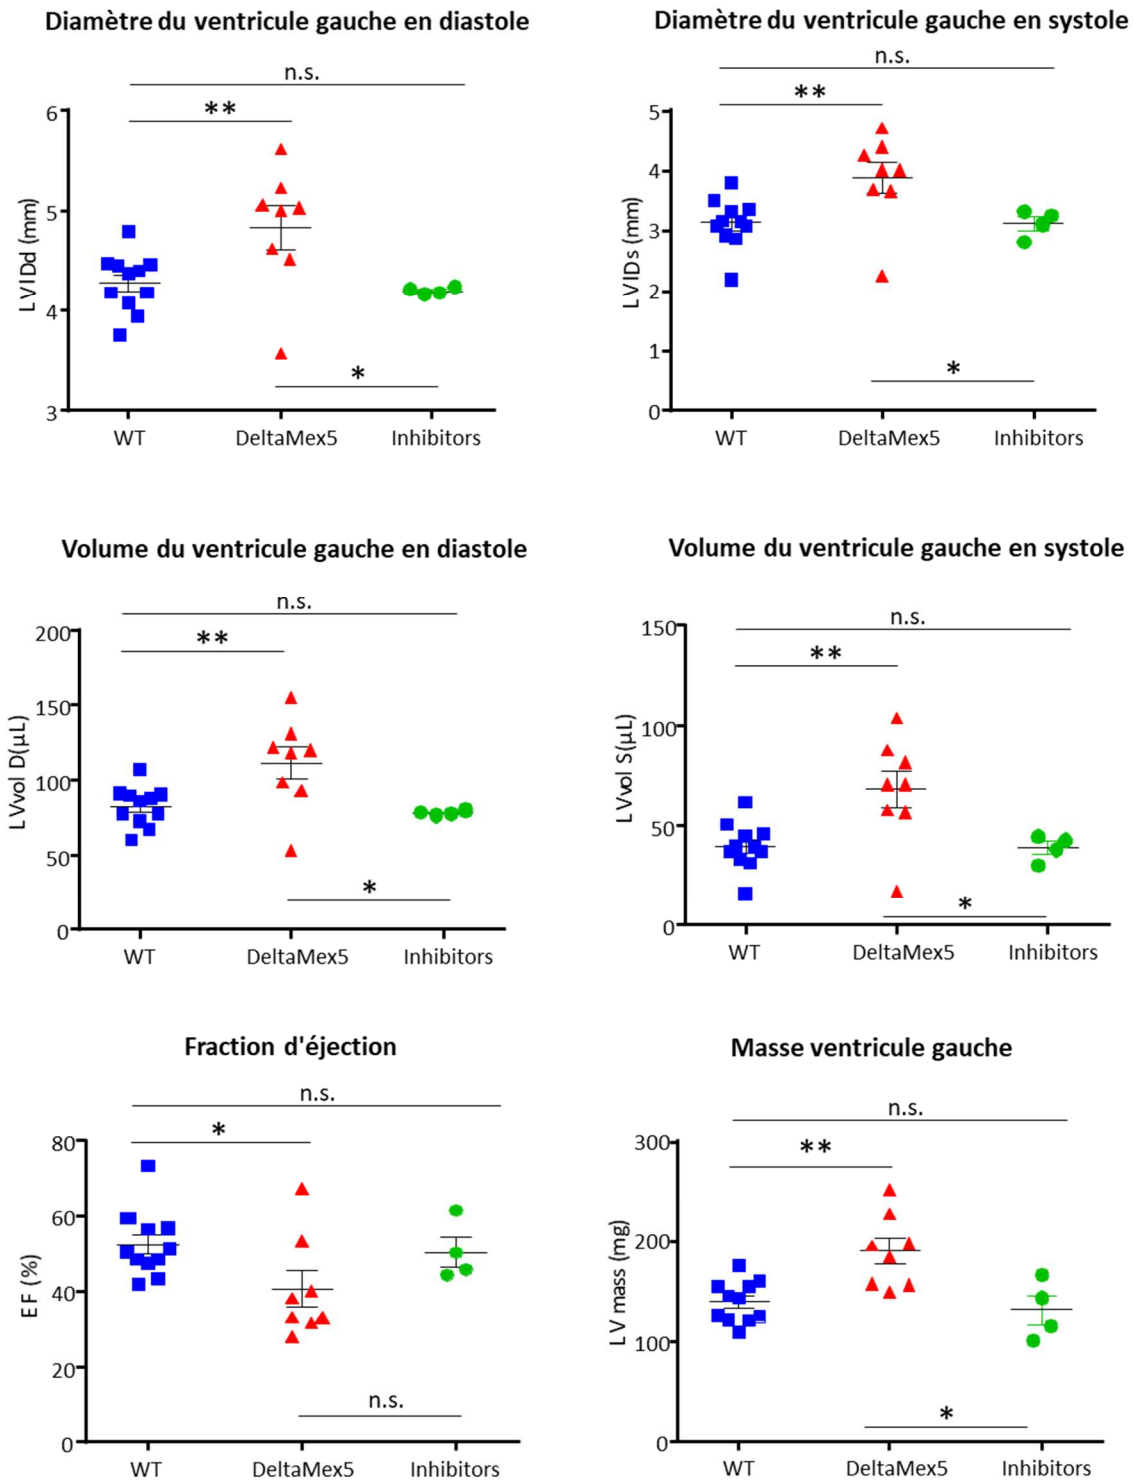 Diamètre du ventricule gauche en diastole
n.s.
**
6
5
4
3
LVIDd (mm)
*
WT DeltaMex5 Inhibitors
Diamètre du ventricule gauche en systole
n.s.
**
5
4
3
2
1
0
LVIDs (mm)
*
WT DeltaMex5 Inhibitors
Volume du ventricule gauche en diastole
n.s.
**
200
150
100
50
0
LVvol D(µL)
*
WT DeltaMex5 Inhibitors
Volume du ventricule gauche en systole
n.s.
**
150
100
50
0
LVvol S(µL)
*
WT DeltaMex5 Inhibitors
Fraction d'éjection
n.s.
*
80
60
40
20
0
EF (%)
n.s.
WT DeltaMex5 Inhibitors
Masse ventricule gauche
n.s.
**
300
200
100
0
LV mass (mg)
*
WT DeltaMex5 Inhibitors